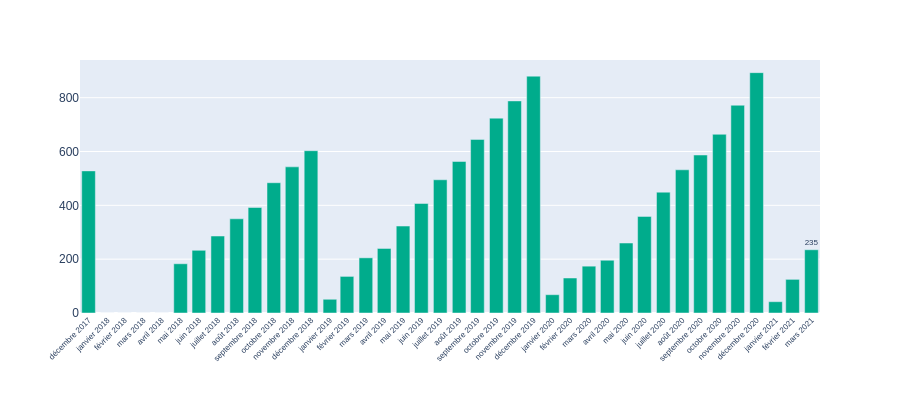 800
600
400
200
0
235
décembre 2017
janvier 2018
février 2018
mars 2018
avril 2018
mai 2018
juin 2018
juillet 2018
août 2018
septembre 2018
octobre 2018
novembre 2018
décembre 2018
janvier 2019
février 2019
mars 2019
avril 2019
mai 2019
juin 2019
juillet 2019
août 2019
septembre 2019
octobre 2019
novembre 2019
décembre 2019
janvier 2020
février 2020
mars 2020
avril 2020
mai 2020
juin 2020
juillet 2020
août 2020
septembre 2020
octobre 2020
novembre 2020
décembre 2020
janvier 2021
février 2021
mars 2021